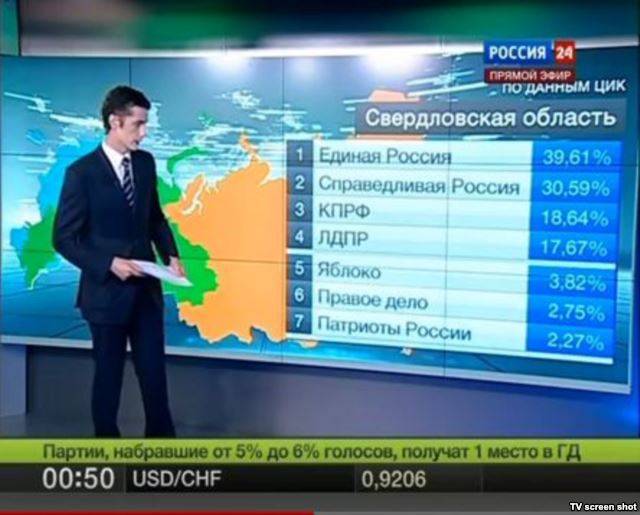 РОССИЯ 24
ПРЯМОЙ ЭФИР
ПО ДАННЫМ ЦИК
Свердловская область
1 Единая Россия 39,61%
2 Справедливая Россия 30,59%
3 КПРФ 18,64%
4 ЛДПР 17,67%
5 Яблоко 3,82%
6 Правое дело 2,75%
7 Патриоты России 2,27%
Партии, набравшие от 5% до 6% голосов, получат 1 место в ГД
00:50 USD/CHF 0,9206
TV screen shot